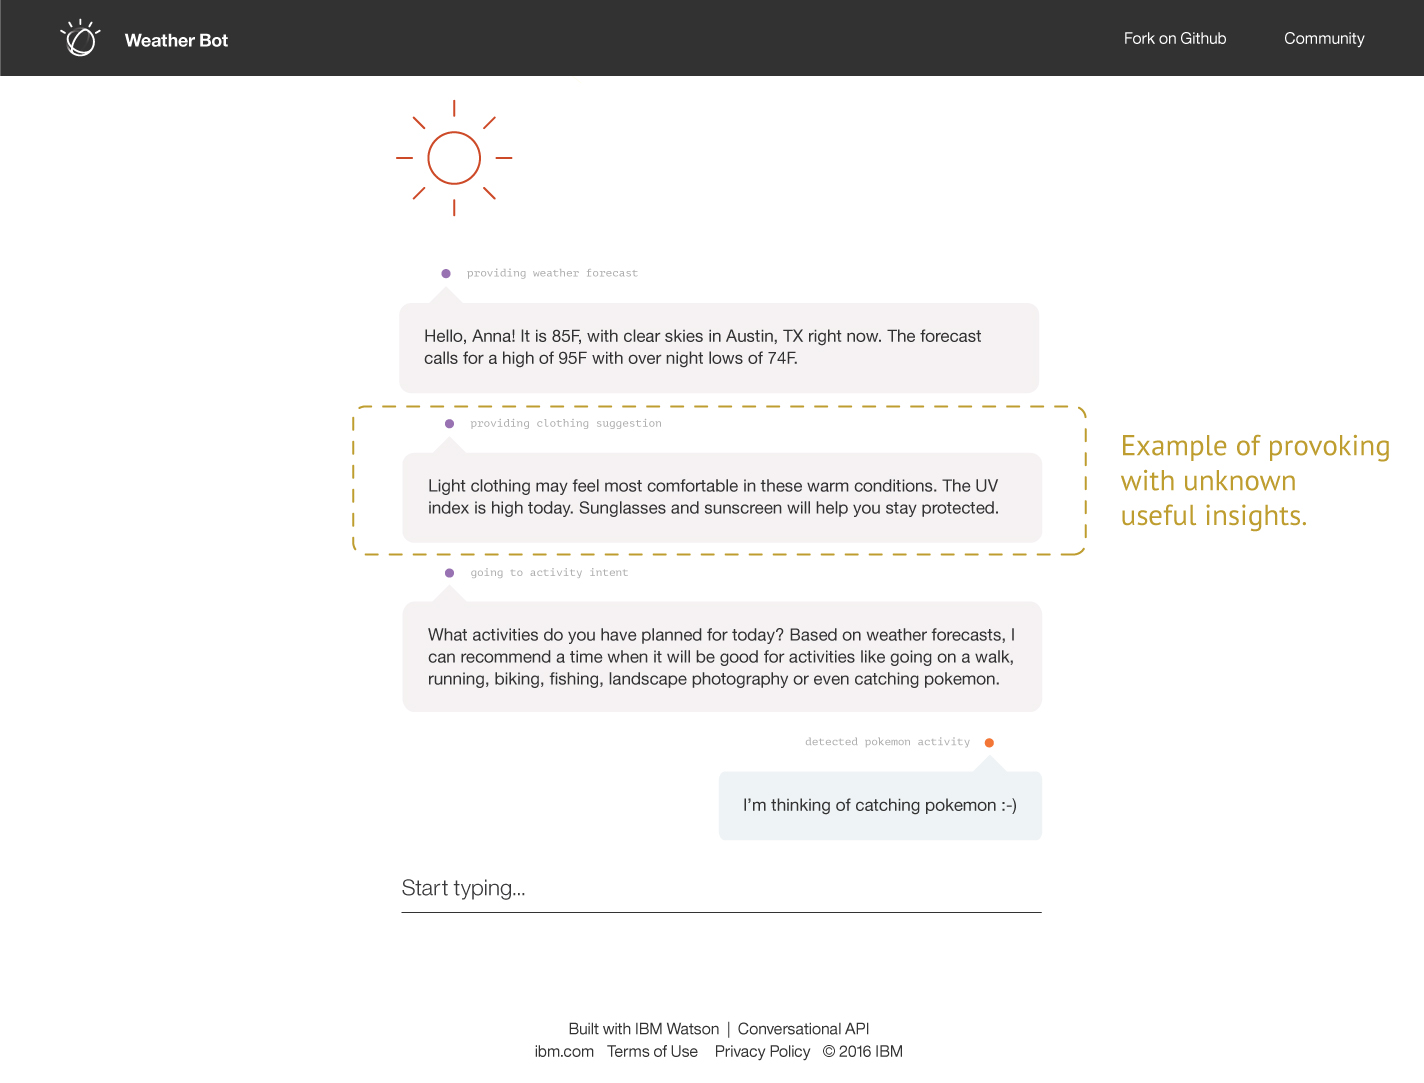 Weather Bot
Fork on Github
Community
providing weather forecast
Hello, Anna! It is 85F, with clear skies in Austin, TX right now. The forecast
calls for a high of 95F with over night lows of 74F.
providing clothing suggestion
Light clothing may feel most comfortable in these warm conditions. The UV
index is high today. Sunglasses and sunscreen will help you stay protected.
Example of provoking
with unknown
useful insights.
going to activity intent
What activities do you have planned for today? Based on weather forecasts, I
can recommend a time when it will be good for activities like going on a walk,
running, biking, fishing, landscape photography or even catching pokemon.
detected pokemon activity
I'm thinking of catching pokemon :-)
Start typing...
Built with IBM Watson | Conversational API
ibm.com Terms of Use Privacy Policy © 2016 IBM